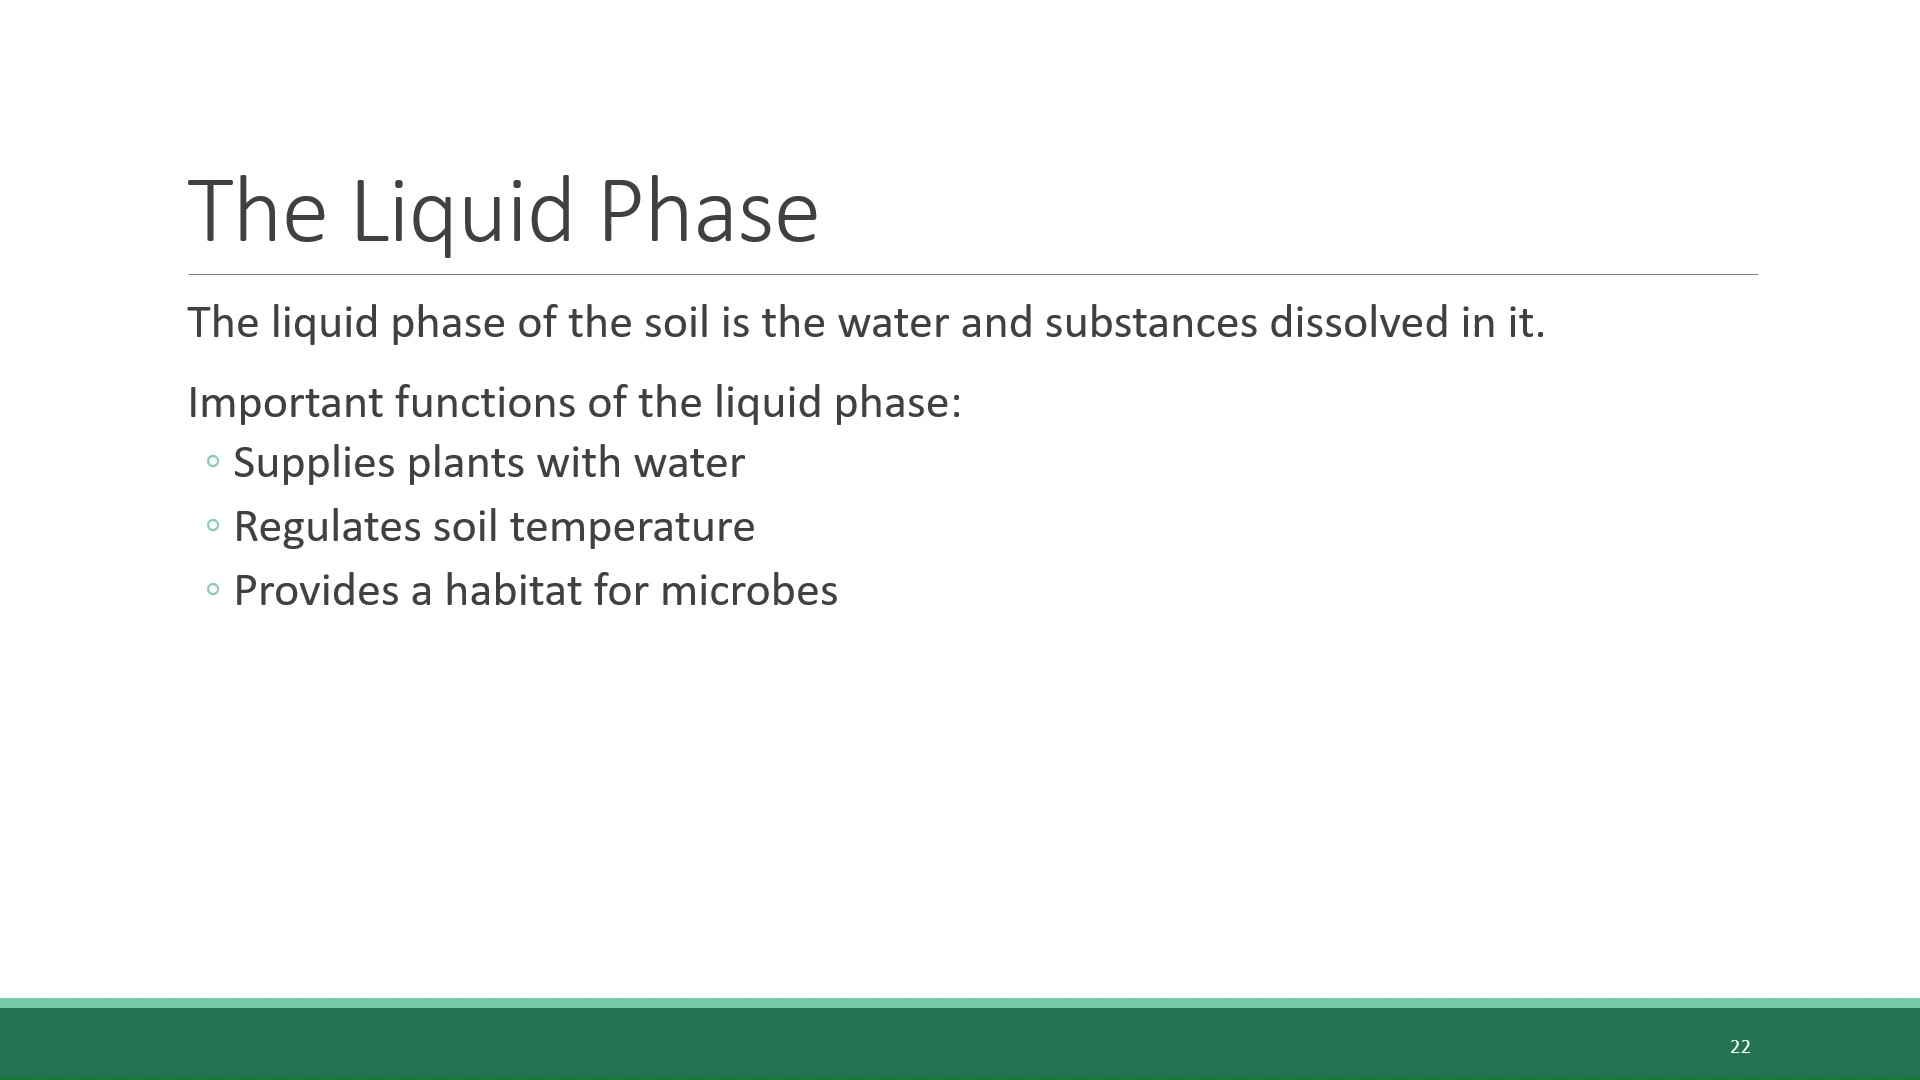 The Liquid Phase
The liquid phase of the soil is the water and substances dissolved in it.
Important functions of the liquid phase:
◦ Supplies plants with water
◦ Regulates soil temperature
◦ Provides a habitat for microbes
22